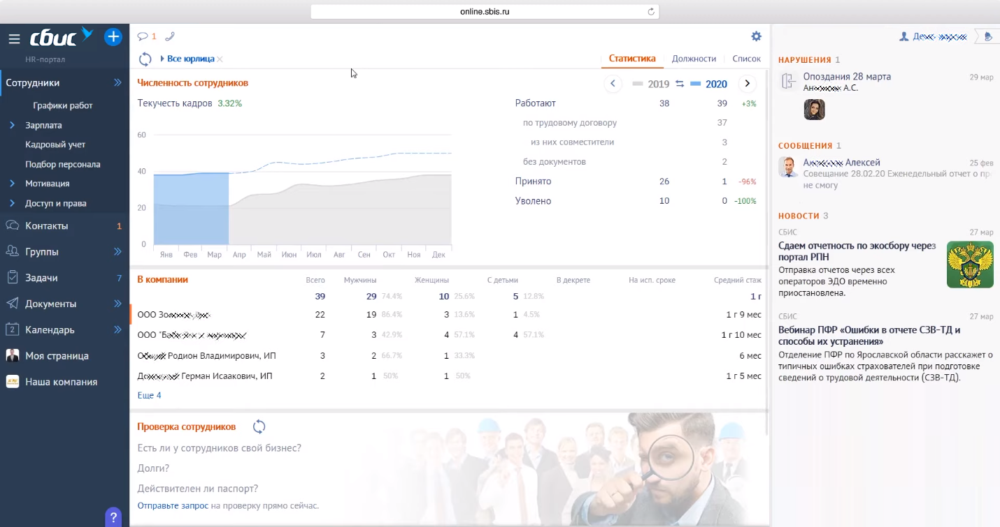 online.sbis.ru
сбис
HR-портал
Сотрудники
Графики работ
Зарплата
Кадровый учет
Подбор персонала
Мотивация
Доступ и права
Контакты 1
Группы
Задачи 7
Документы
2 Календарь
Моя страница
Наша компания
?
1
Все юрлица
Статистика Должности Список
Численность сотрудников
2019 2020
Текучесть кадров 3.32%
60
40
20
0
Янв Фев Мар Апр Май Июн Июл Авг Сен Окт Ноя Дек
Работают 38 39 +3%
по трудовому договору 37
из них совместители 3
без документов 2
Принято 26 1 -96%
Уволено 10 0 -100%
В компании Всего Мужчины Женщины С детьми В декрете На исп. сроке Средний стаж
39 29 74.4% 10 25.6% 5 12.8% 1 г
ООО 22 19 86.4% 3 13.6% 1 4.5% 1 г 9 мес
ООО 7 3 42.9% 4 57.1% 4 57.1% 1 г 10 мес
Родион Владимирович, ИП 3 2 66.7% 1 33.3% 6 мес
Герман Исаакович, ИП 2 1 50% 1 50% 1 г 5 мес
Еще 4
Проверка сотрудников
Есть ли у сотрудников свой бизнес?
Долги?
Действителен ли паспорт?
Отправьте запрос на проверку прямо сейчас.
НАРУШЕНИЯ 1
Опоздания 28 марта 29 мар
А.С.
СООБЩЕНИЯ 1
Алексей 25 фев
Совещание 28.02.20 Еженедельный отчет о пр
не смогу
НОВОСТИ 3
СБИС 27 мар
Сдаем отчетность по экосбору через
портал РПН
Отправка отчетов через всех
операторов ЭДО временно
приостановлена.
СБИС 27 мар
Вебинар ПФР «Ошибки в отчете СЗВ-ТД и
способы их устранения»
Отделение ПФР по Ярославской области расскажет о
типичных ошибках страхователей при подготовке
сведений о трудовой деятельности (СЗВ-ТД).